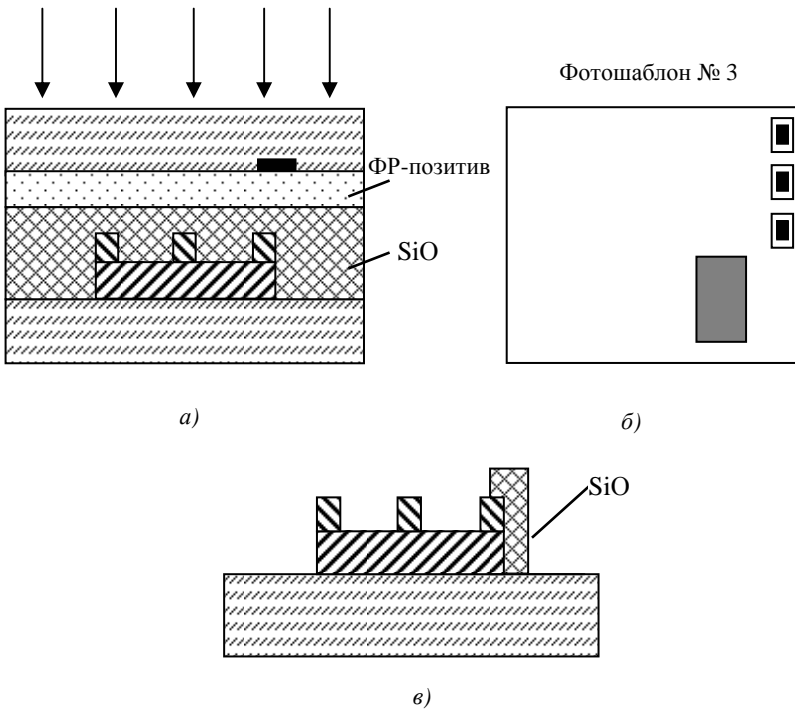 Фотошаблон № 3
ФР-позитив
SiO
а)
б)
SiO
в)